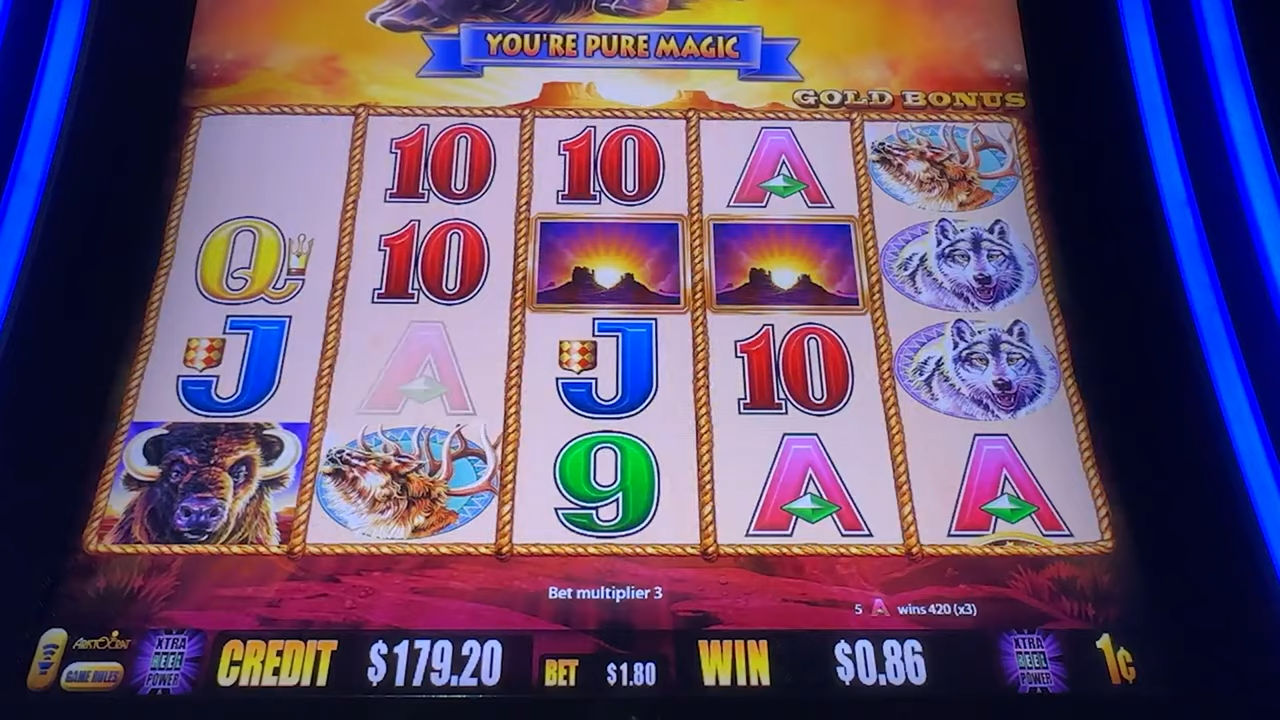 YOU'RE PURE MAGIC
GOLD BONUS
10 10 A
Q 10
J A J 10
9 A A
Bet multiplier 3
5 A wins 420 (x3)
ARISTOCRAT
GAME RULES
XTRA REEL POWER
CREDIT $179.20 BET $1.80 WIN $0.86
XTRA REEL POWER
1¢